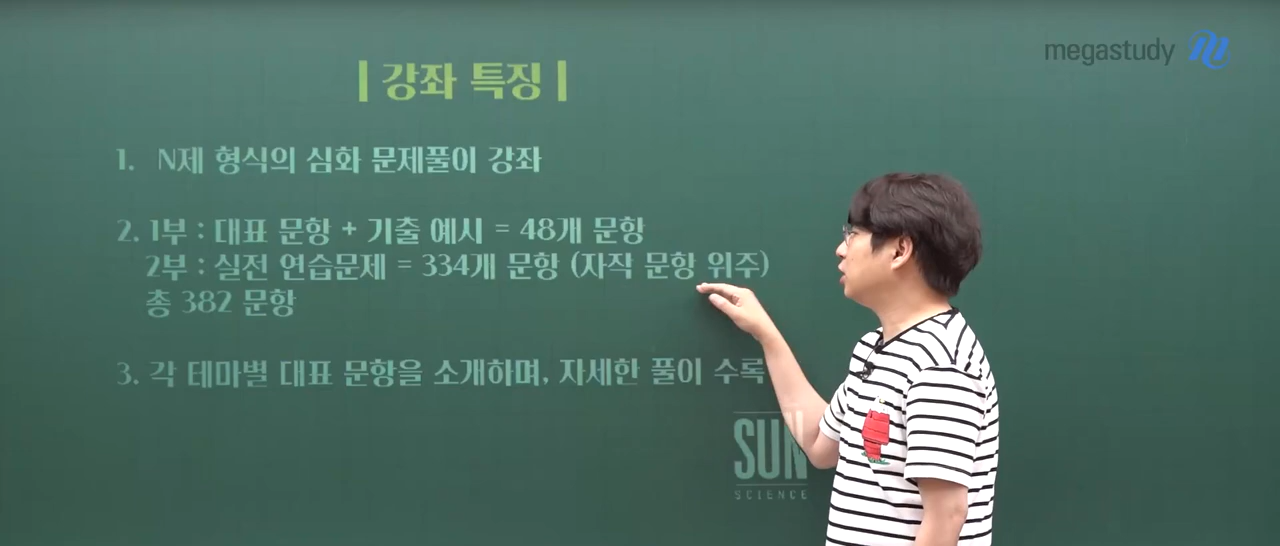 megastudy
| 강좌 특징 |
1. N제 형식의 심화 문제풀이 강좌
2. 1부 : 대표 문항 + 기출 예시 = 48개 문항
2부 : 실전 연습문제 = 334개 문항 (자작 문항 위주)
총 382 문항
3. 각 테마별 대표 문항을 소개하며, 자세한 풀이 수록
SUN
SCIENCE